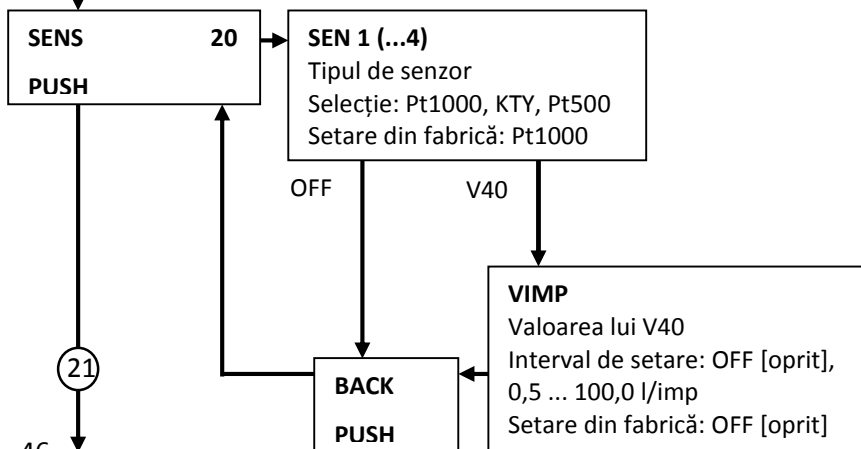 SENS 20
PUSH
SEN 1 (...4)
Tipul de senzor
Selecție: Pt1000, KTY, Pt500
Setare din fabrică: Pt1000
OFF
V40
VIMP
Valoarea lui V40
Interval de setare: OFF [oprit],
0,5 ... 100,0 l/imp
Setare din fabrică: OFF [oprit]
BACK
PUSH
21
46